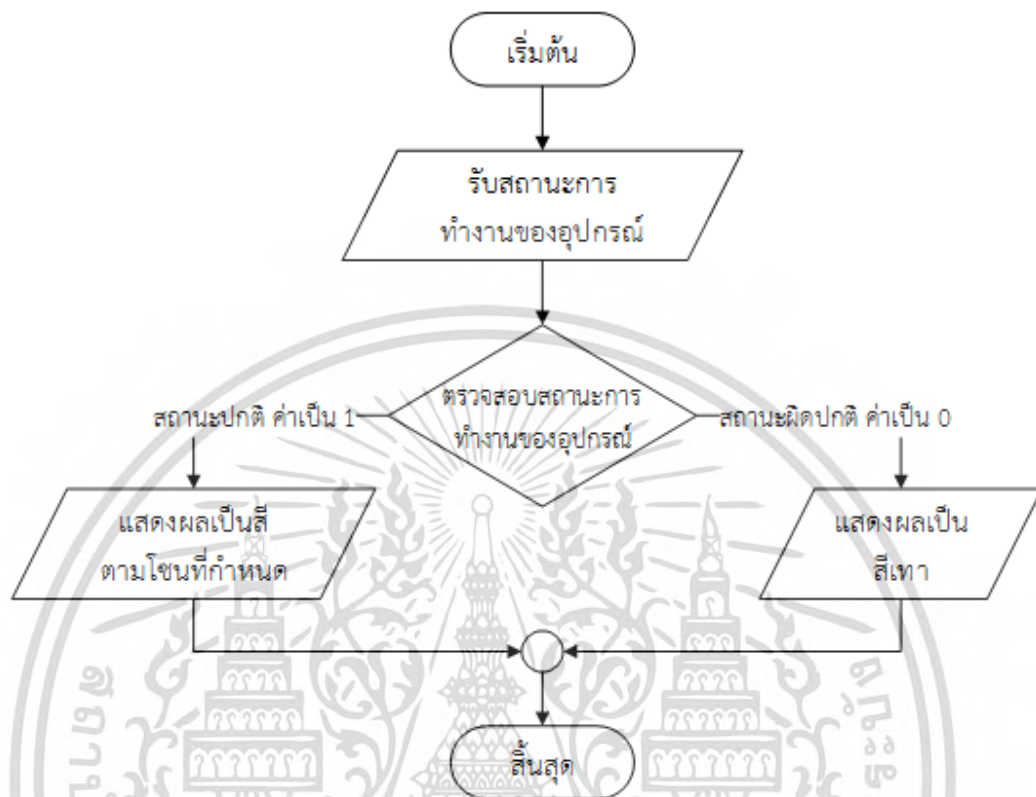 เริ่มต้น
รับสถานะการ
ทำงานของอุปกรณ์
ตรวจสอบสถานะการ
ทำงานของอุปกรณ์
สถานะปกติ ค่าเป็น 1
สถานะผิดปกติ ค่าเป็น 0
แสดงผลเป็นสี
ตามโซนที่กำหนด
แสดงผลเป็น
สีเทา
สิ้นสุด